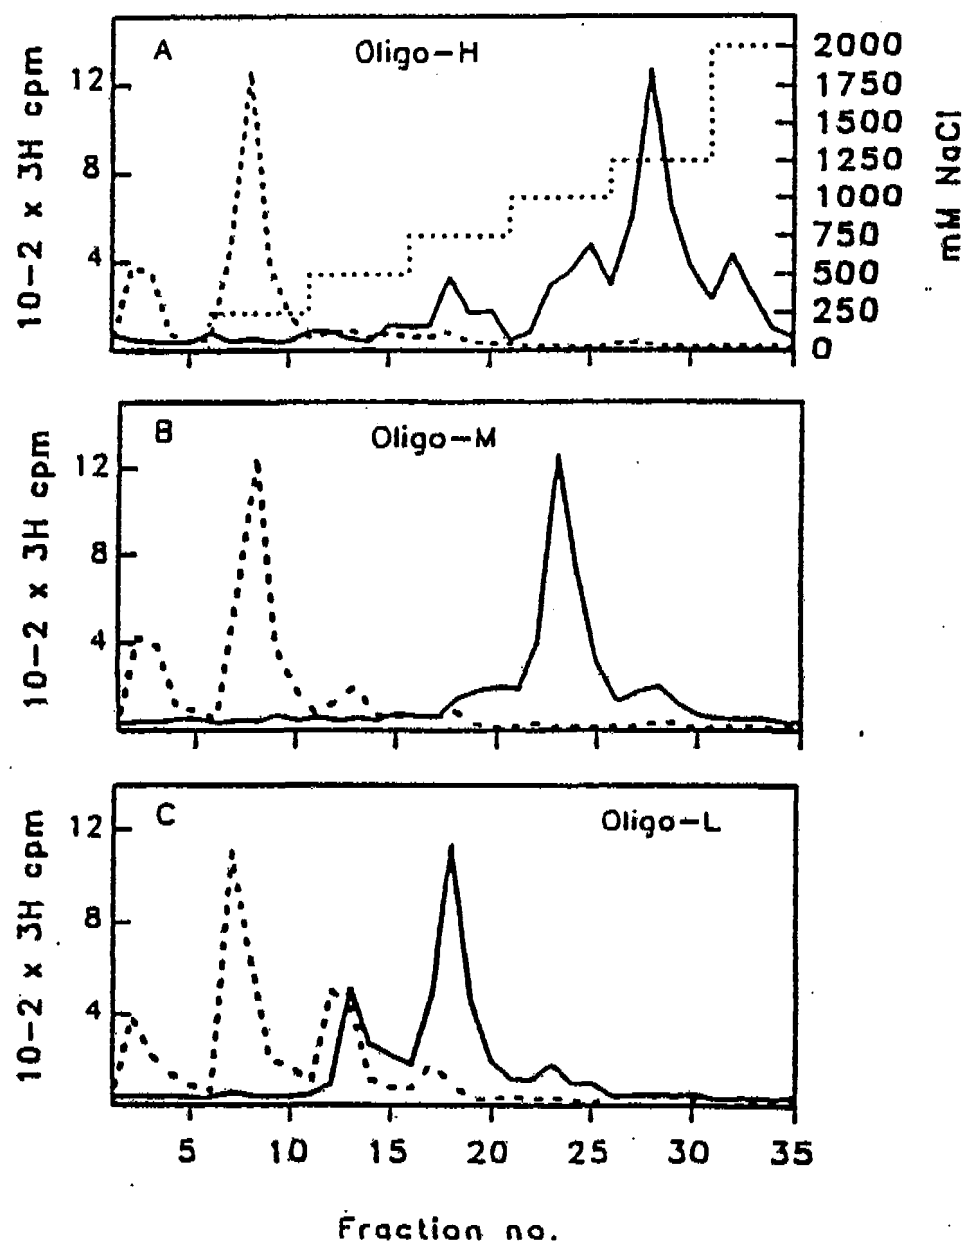 A Oligo-H
10-2 x 3H cpm
12
8
4
2000
1750
1500
1250
1000
750
500
250
0
mM NaCl
B Oligo-M
10-2 x 3H cpm
12
8
4
C Oligo-L
10-2 x 3H cpm
12
8
4
5 10 15 20 25 30 35
Fraction no.